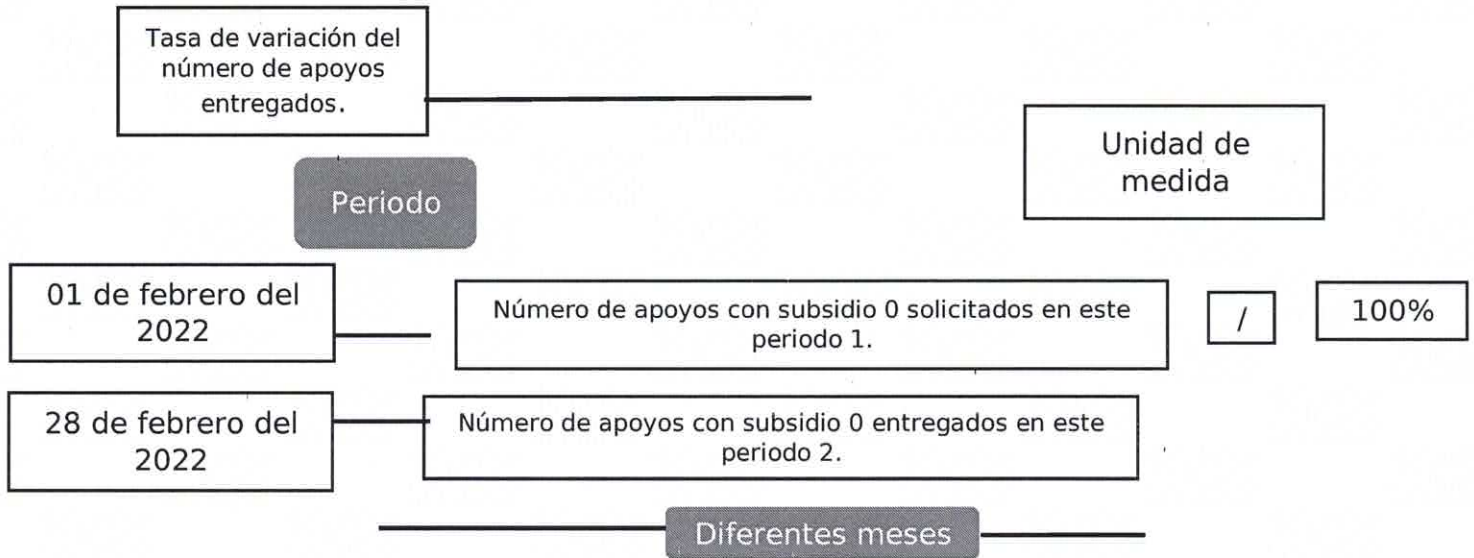 Tasa de variación del
número de apoyos
entregados.
Unidad de
medida
Periodo
01 de febrero del
2022
Número de apoyos con subsidio 0 solicitados en este
periodo 1.
/
100%
28 de febrero del
2022
Número de apoyos con subsidio 0 entregados en este
periodo 2.
Diferentes meses